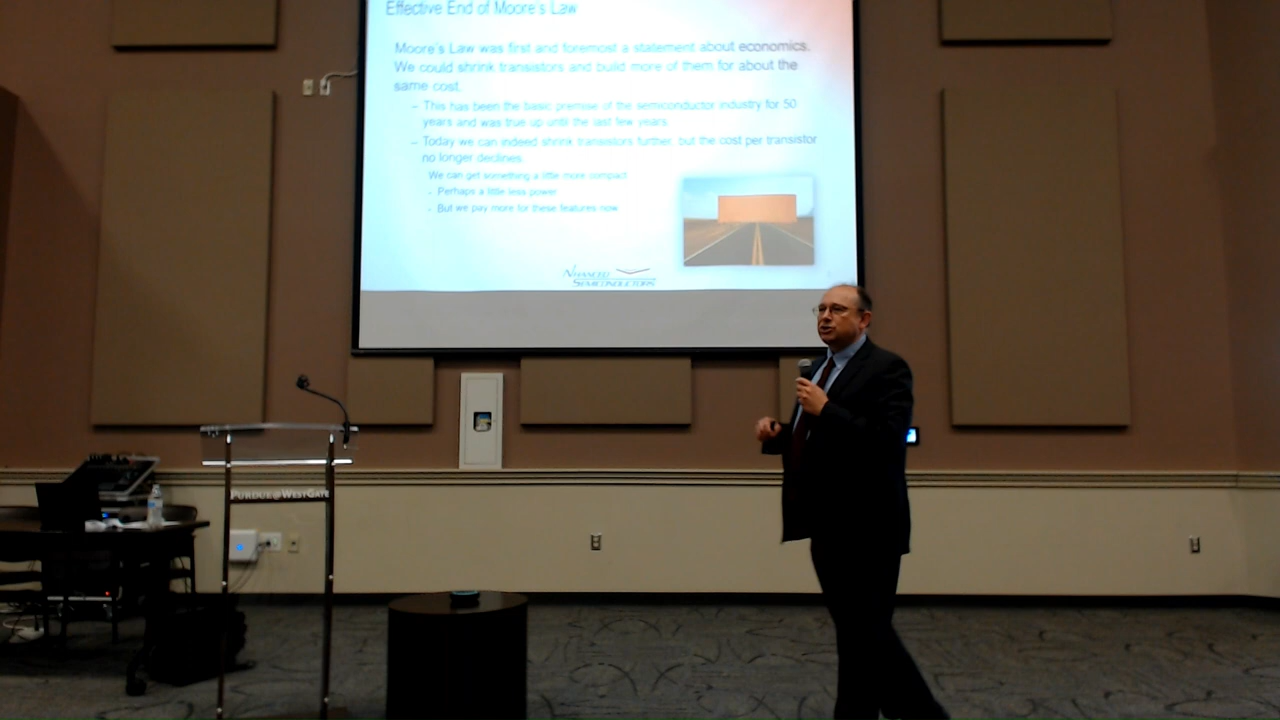 Effective End of Moore's Law
Moore's Law was first and foremost a statement about economics.
We could shrink transistors and build more of them for about the
same cost.
– This has been the basic premise of the semiconductor industry for 50
years and was true up until the last few years.
– Today we can indeed shrink transistors further, but the cost per transistor
no longer declines.
We can get something a little more compact
- Perhaps a little less power
- But we pay more for these features now
NHANCED
SEMICONDUCTORS
PURDUE@WESTGATE